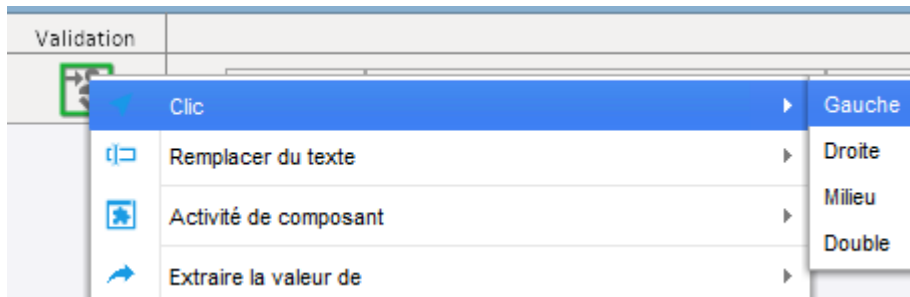 Validation
Clic
Gauche
Remplacer du texte
Droite
Milieu
Activité de composant
Double
Extraire la valeur de